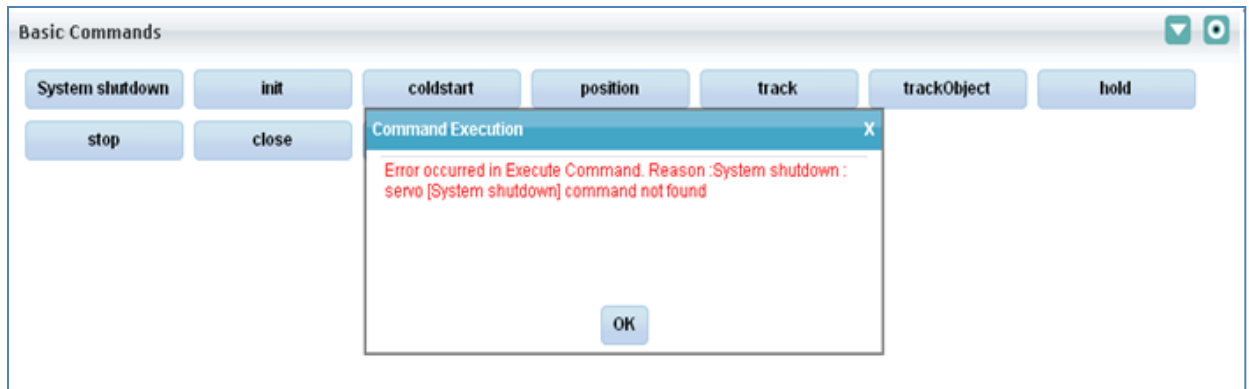 Basic Commands
System shutdown init coldstart position track trackObject hold
stop close
Command Execution X
Error occurred in Execute Command. Reason :System shutdown :
servo [System shutdown] command not found
OK